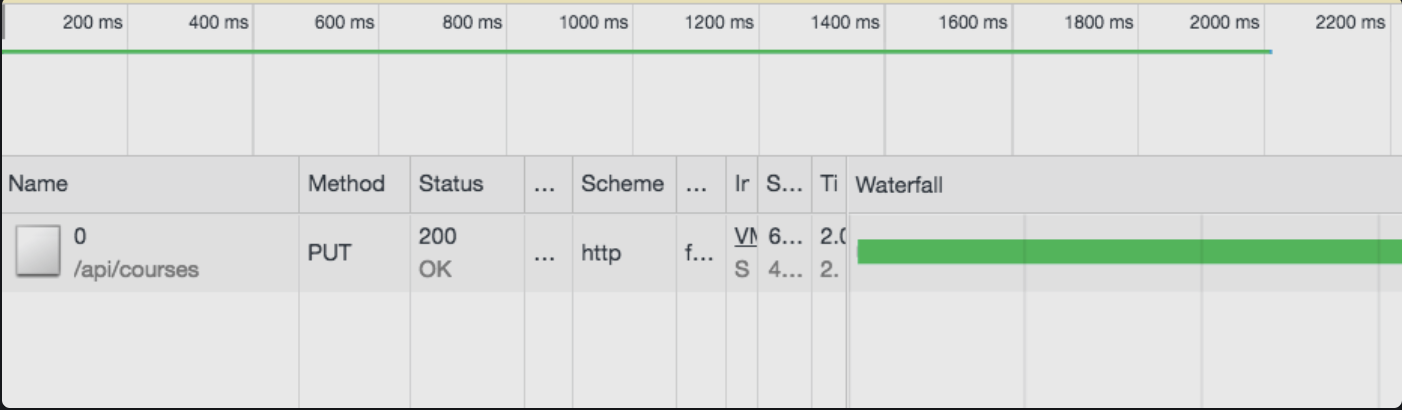 200 ms 400 ms 600 ms 800 ms 1000 ms 1200 ms 1400 ms 1600 ms 1800 ms 2000 ms 2200 ms
Name Method Status ... Scheme ... Ir S... Ti Waterfall
0 200 VM 6... 2.0
PUT ... http f...
/api/courses OK S 4... 2.